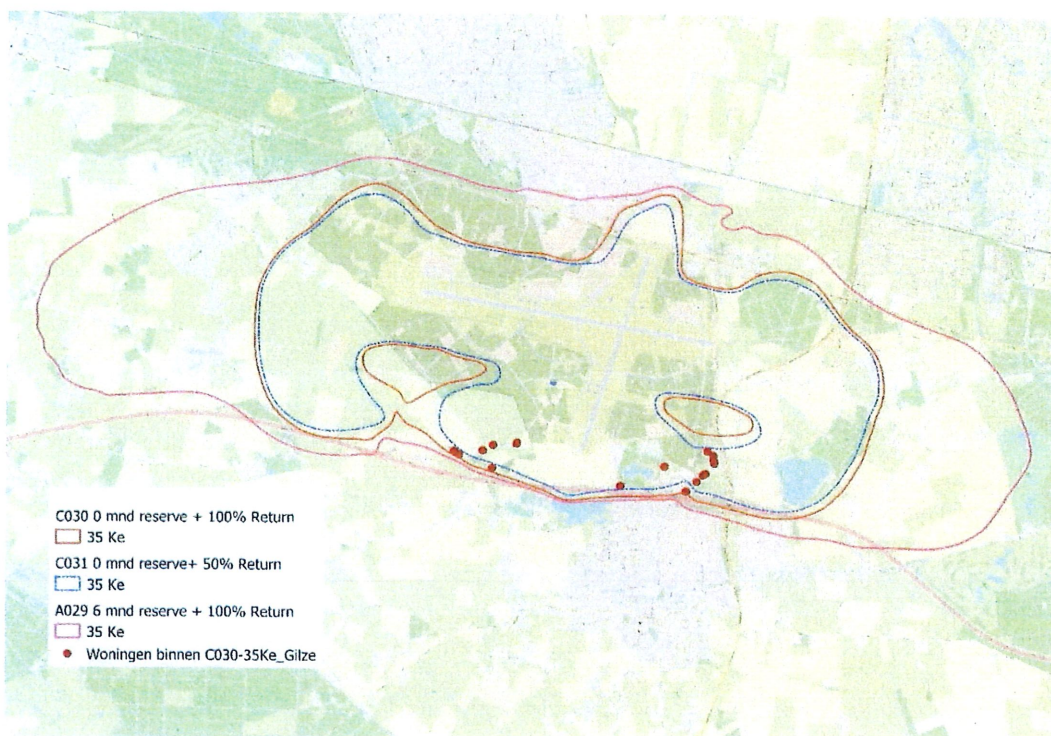 C030 0 mnd reserve + 100% Return
35 Ke
C031 0 mnd reserve+ 50% Return
35 Ke
A029 6 mnd reserve + 100% Return
35 Ke
Woningen binnen C030-35Ke_Gilze